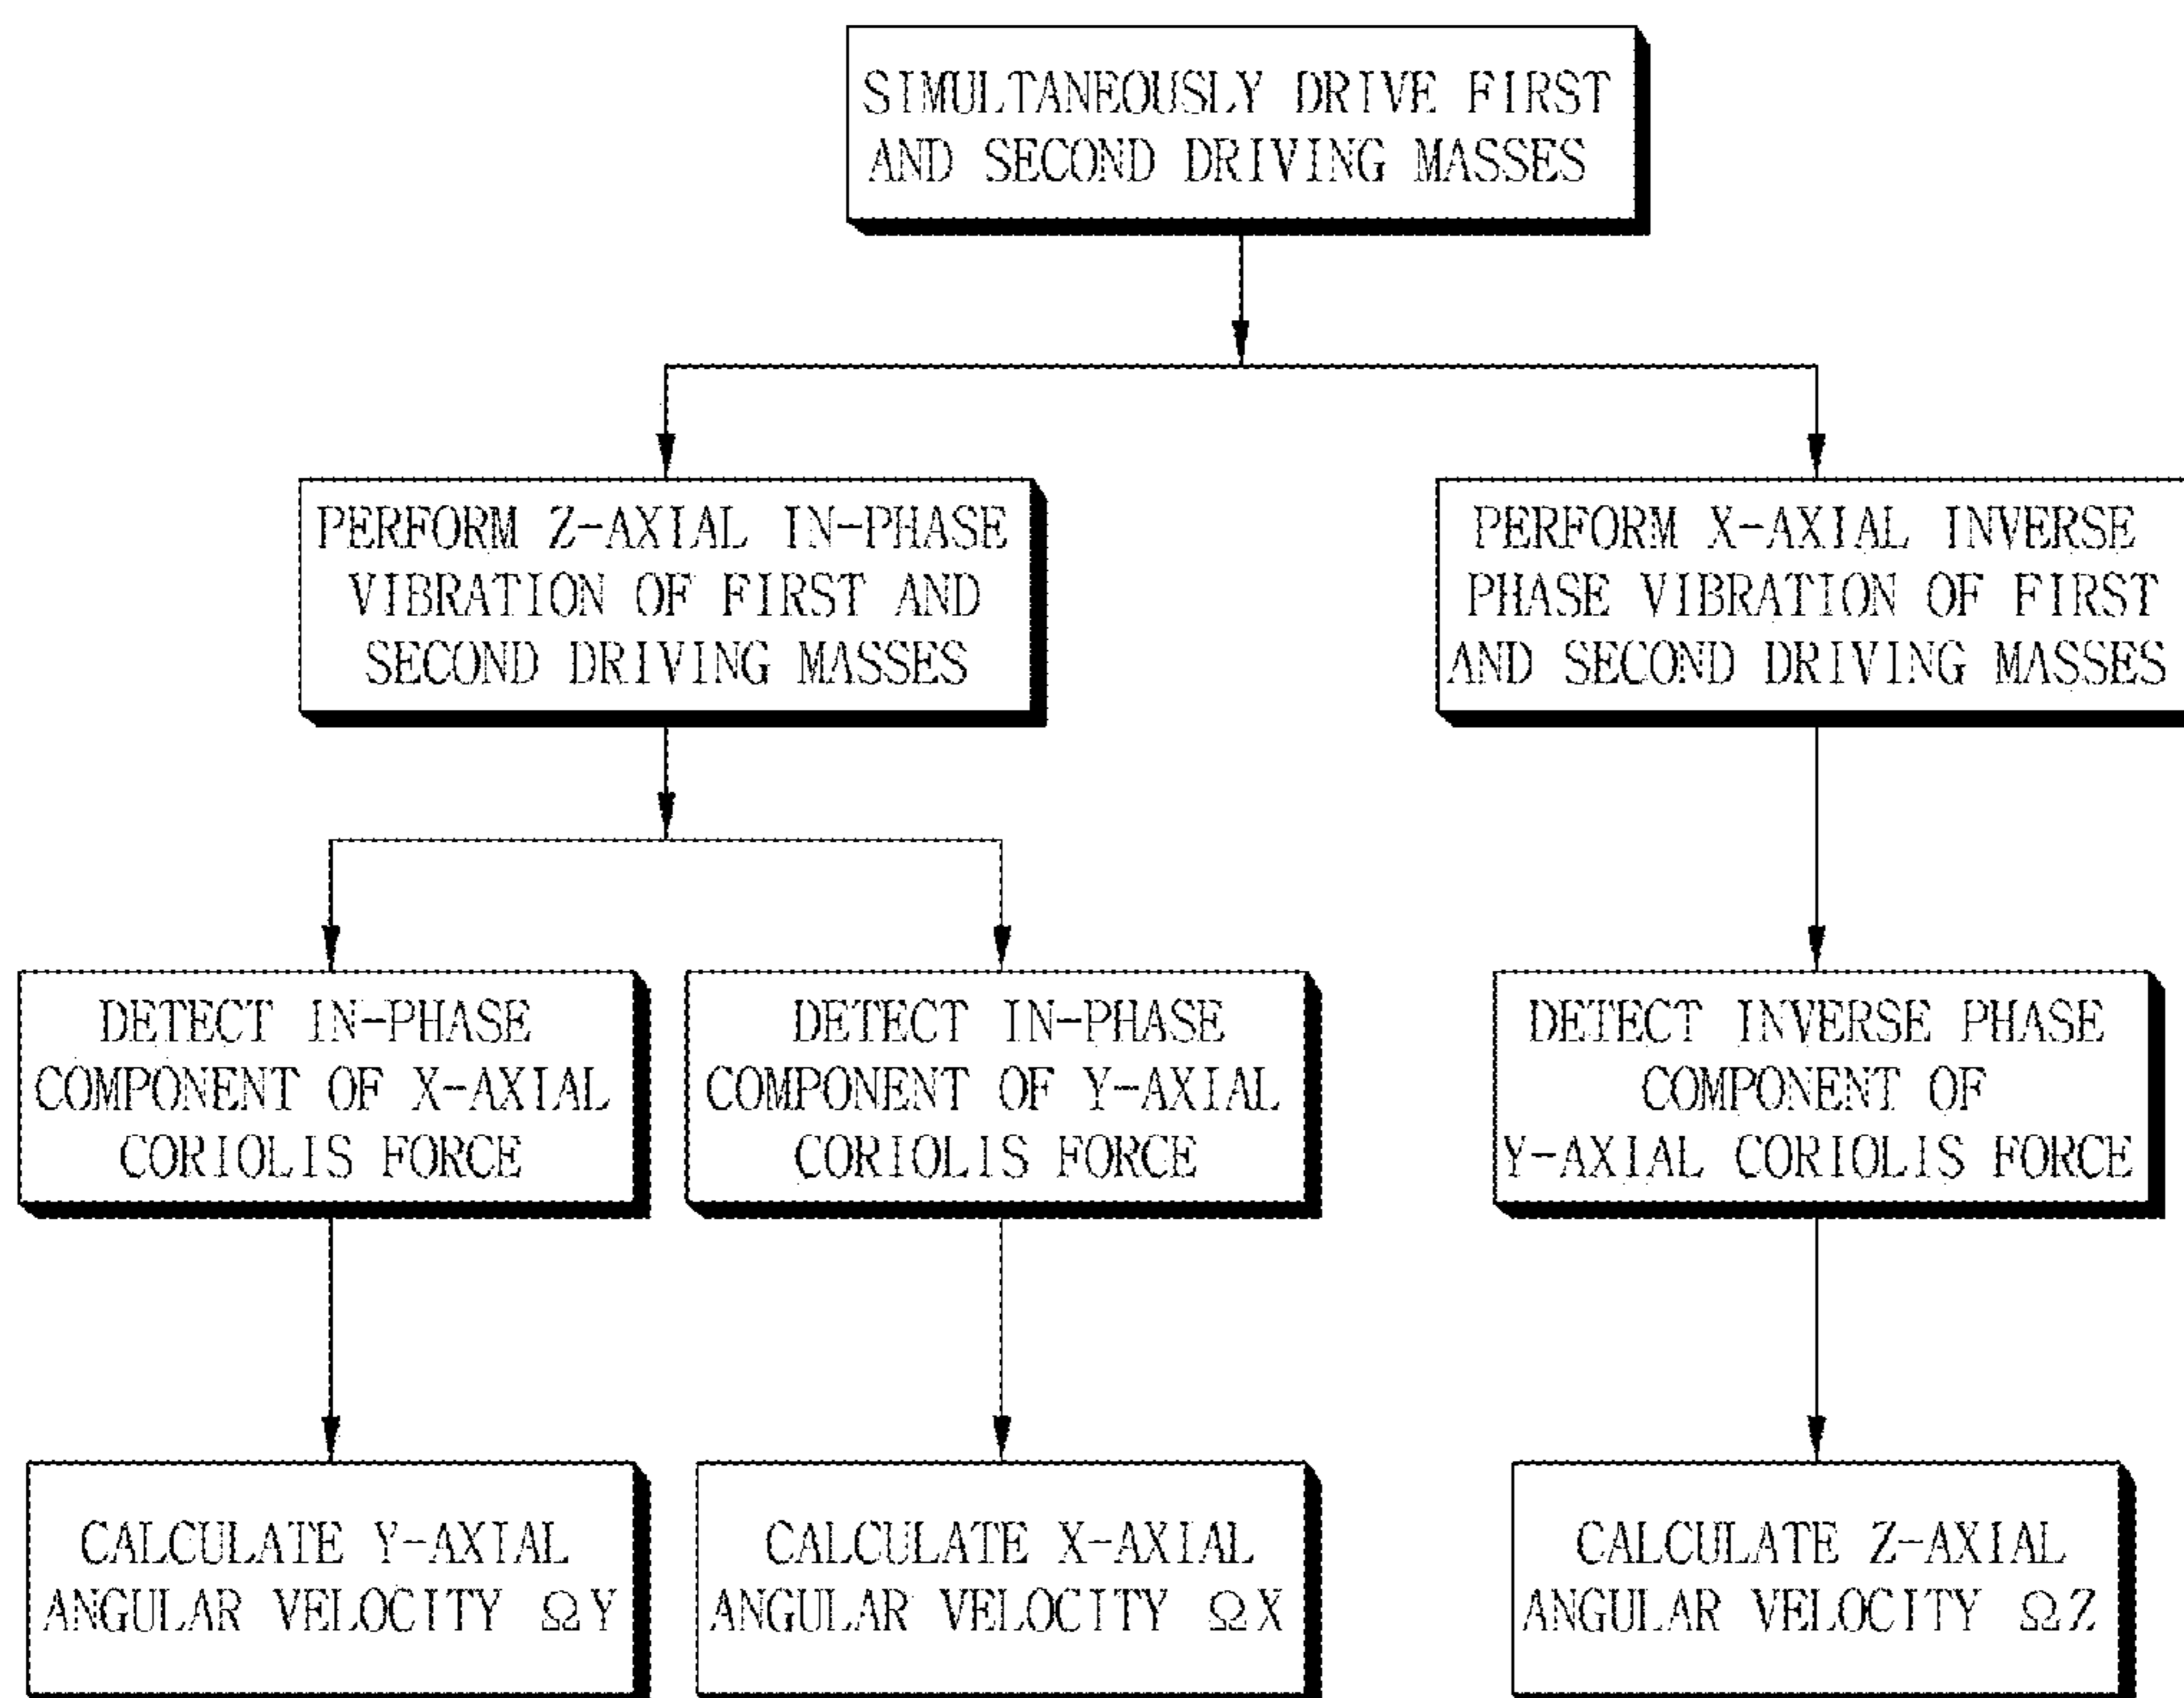 SIMULTANEOUSLY DRIVE FIRST
AND SECOND DRIVING MASSES
PERFORM Z-AXIAL IN-PHASE
VIBRATION OF FIRST AND
SECOND DRIVING MASSES
PERFORM X-AXIAL INVERSE
PHASE VIBRATION OF FIRST
AND SECOND DRIVING MASSES
DETECT IN-PHASE
COMPONENT OF X-AXIAL
CORIOLIS FORCE
DETECT IN-PHASE
COMPONENT OF Y-AXIAL
CORIOLIS FORCE
DETECT INVERSE PHASE
COMPONENT OF
Y-AXIAL CORIOLIS FORCE
CALCULATE Y-AXIAL
ANGULAR VELOCITY ΩY
CALCULATE X-AXIAL
ANGULAR VELOCITY ΩX
CALCULATE Z-AXIAL
ANGULAR VELOCITY ΩZ